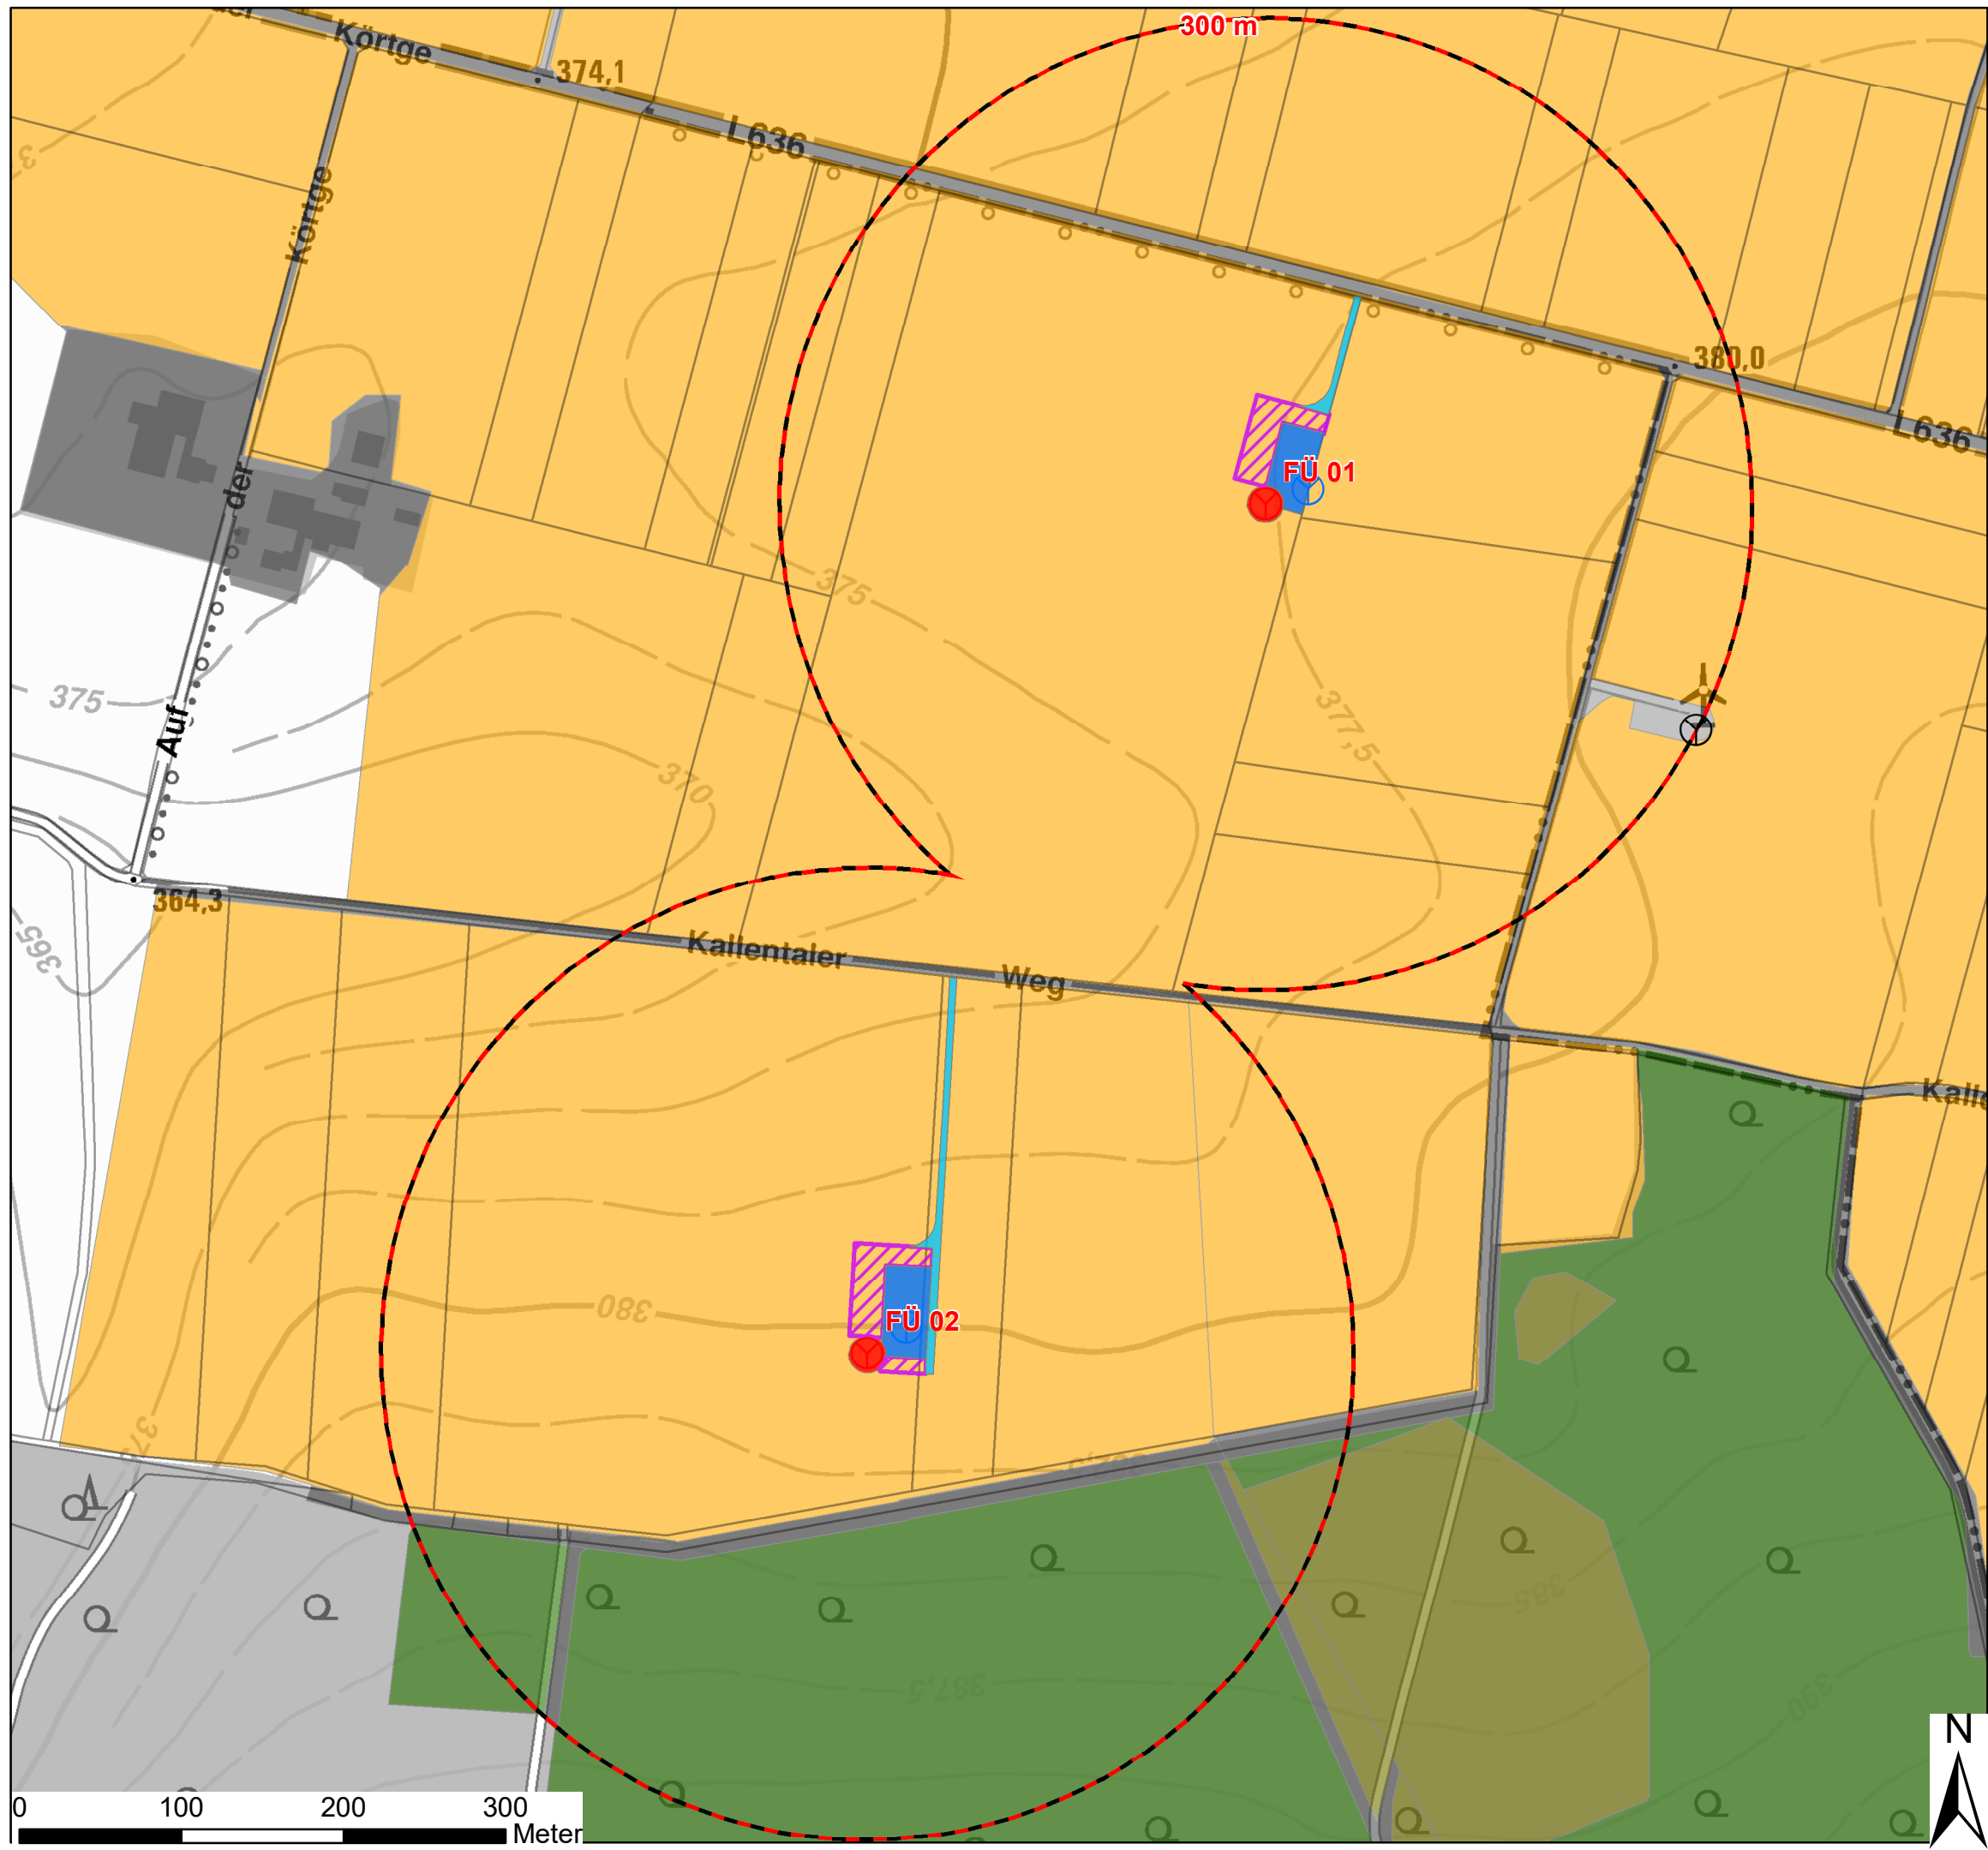 300 m
Körtge
374,1
L636
Körtge
380,0
L636
FÜ 01
der
375
375
Auf
377,5
370
364,3
Kallentaler Weg
365
380
FÜ 02
385
387,5
390
N
0 100 200 300
Meter